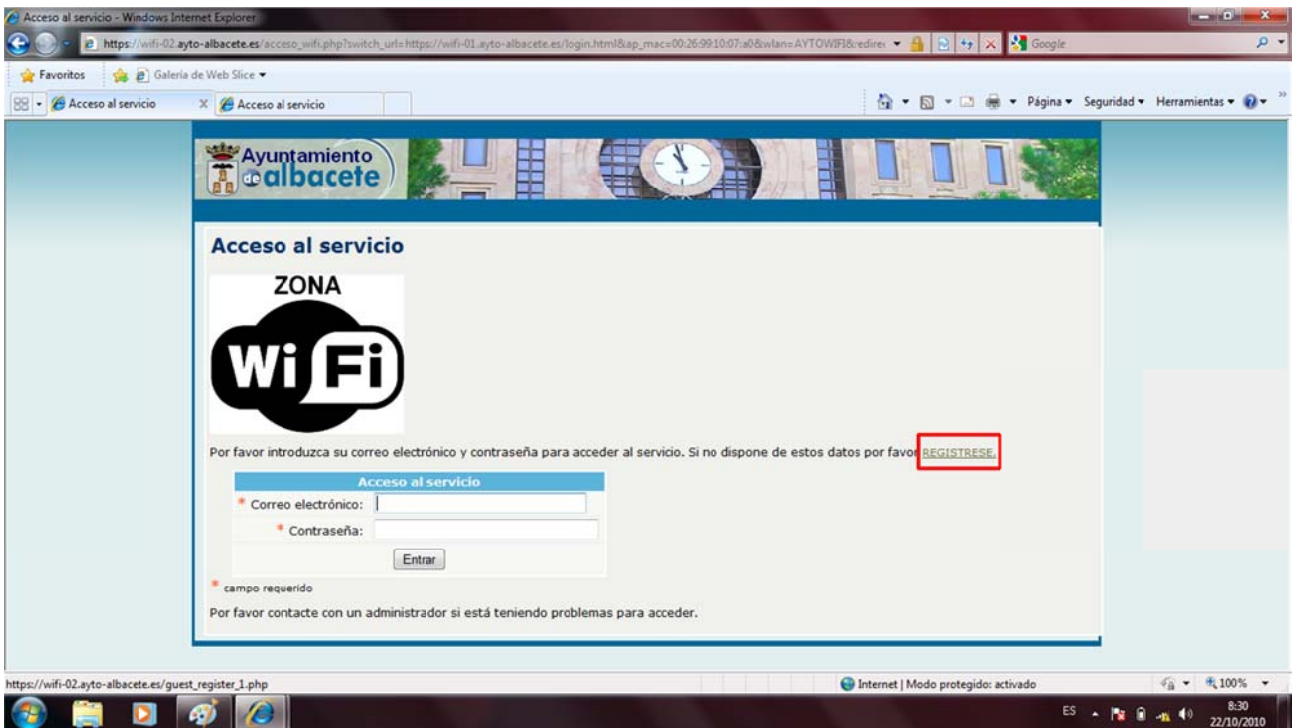 Acceso al servicio - Windows Internet Explorer
https://wifi-02.ayto-albacete.es/acceso_wifi.php?switch_url=https://wifi-01.ayto-albacete.es/login.html&ap_mac=00:26:99:10:07:a0&wlan=AYTOWIFI&redirec
Google
Favoritos Galería de Web Slice
Acceso al servicio X Acceso al servicio
Página Seguridad Herramientas
Ayuntamiento
de albacete
Acceso al servicio
ZONA
WiFi
Por favor introduzca su correo electrónico y contraseña para acceder al servicio. Si no dispone de estos datos por favor REGISTRESE.
Acceso al servicio
* Correo electrónico:
* Contraseña:
Entrar
* campo requerido
Por favor contacte con un administrador si está teniendo problemas para acceder.
https://wifi-02.ayto-albacete.es/guest_register_1.php Internet | Modo protegido: activado 100%
ES 8:30
22/10/2010